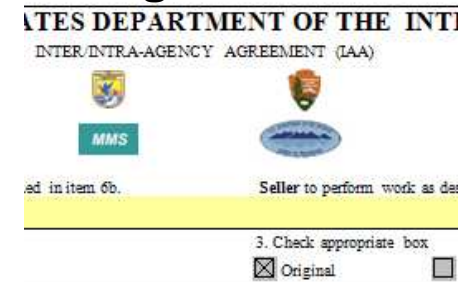 ATES DEPARTMENT OF THE INT
INTER/INTRA-AGENCY AGREEMENT (IAA)
MMS
ed in item 6b. Seller to perform work as des
3. Check appropriate box
Original